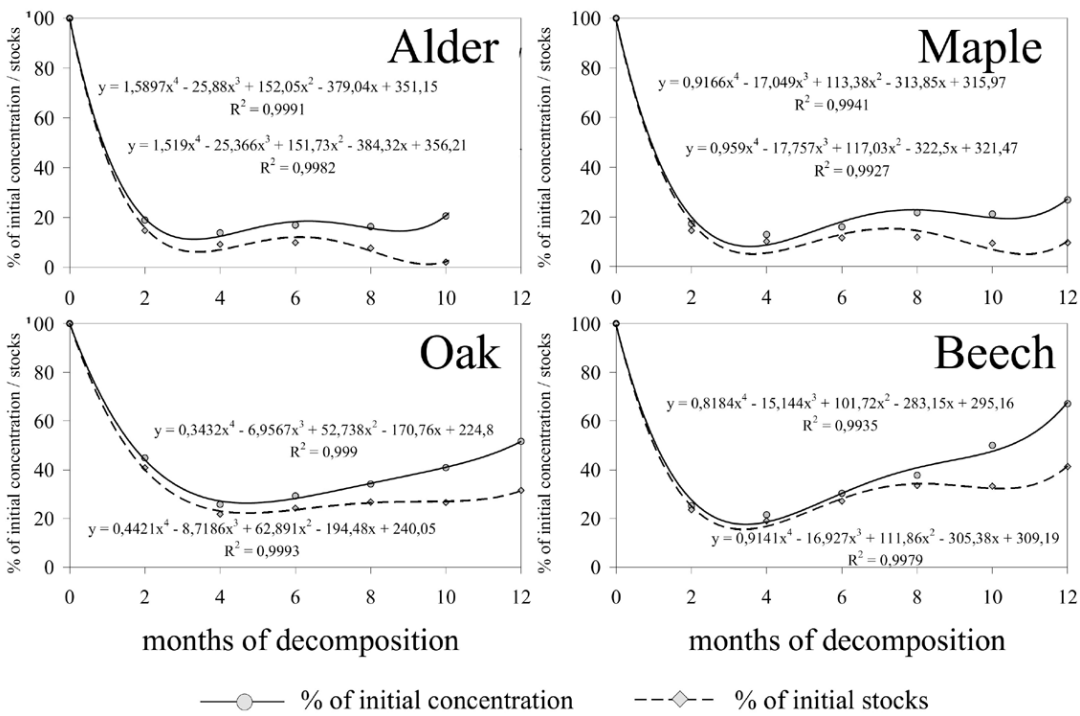 % of initial concentration / stocks
100
80
60
40
20
0
Alder
y = 1,5897x⁴ - 25,88x³ + 152,05x² - 379,04x + 351,15
R² = 0,9991
y = 1,519x⁴ - 25,366x³ + 151,73x² - 384,32x + 356,21
R² = 0,9982
0 2 4 6 8 10 12
% of initial concentration / stocks
100
80
60
40
20
0
Maple
y = 0,9166x⁴ - 17,049x³ + 113,38x² - 313,85x + 315,97
R² = 0,9941
y = 0,959x⁴ - 17,757x³ + 117,03x² - 322,5x + 321,47
R² = 0,9927
0 2 4 6 8 10 12
% of initial concentration / stocks
100
80
60
40
20
0
Oak
y = 0,3432x⁴ - 6,9567x³ + 52,738x² - 170,76x + 224,8
R² = 0,999
y = 0,4421x⁴ - 8,7186x³ + 62,891x² - 194,48x + 240,05
R² = 0,9993
0 2 4 6 8 10 12
months of decomposition
% of initial concentration / stocks
100
80
60
40
20
0
Beech
y = 0,8184x⁴ - 15,144x³ + 101,72x² - 283,15x + 295,16
R² = 0,9935
y = 0,9141x⁴ - 16,927x³ + 111,86x² - 305,38x + 309,19
R² = 0,9979
0 2 4 6 8 10 12
months of decomposition
% of initial concentration % of initial stocks